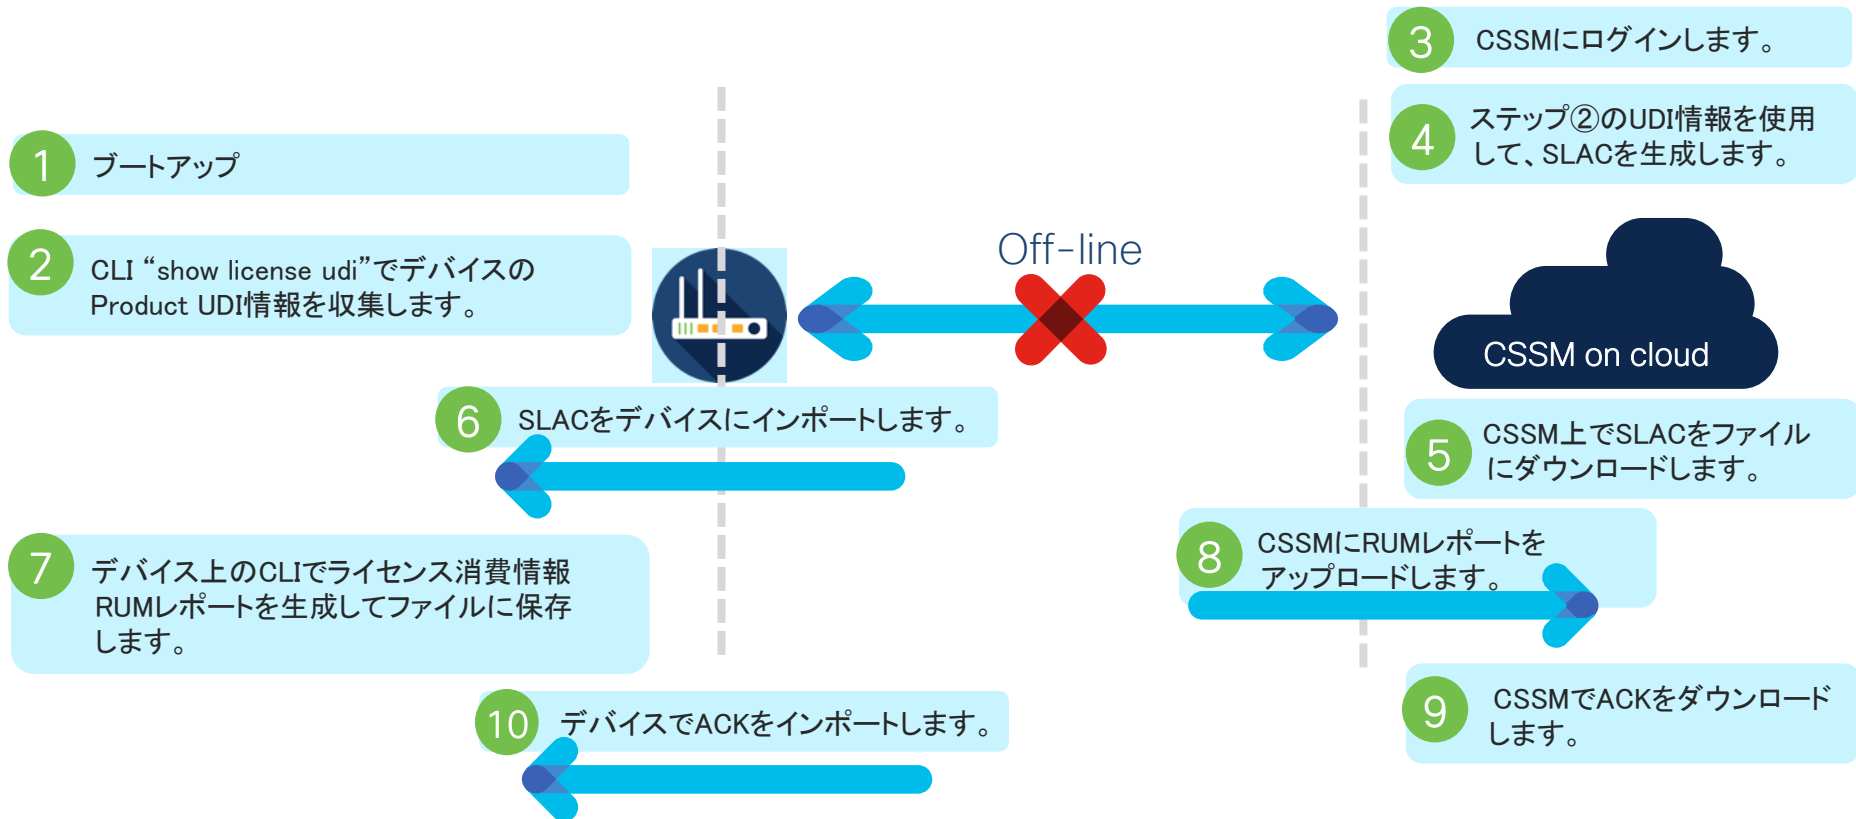 1
ブートアップ
2
CLI “show license udi”でデバイスの
Product UDI情報を収集します。
3
CSSMにログインします。
4
ステップ②のUDI情報を使用
して、SLACを生成します。
Off-line
CSSM on cloud
5
CSSM上でSLACをファイル
にダウンロードします。
6
SLACをデバイスにインポートします。
7
デバイス上のCLIでライセンス消費情報
RUMレポートを生成してファイルに保存
します。
8
CSSMにRUMレポートを
アップロードします。
9
CSSMでACKをダウンロード
します。
10
デバイスでACKをインポートします。